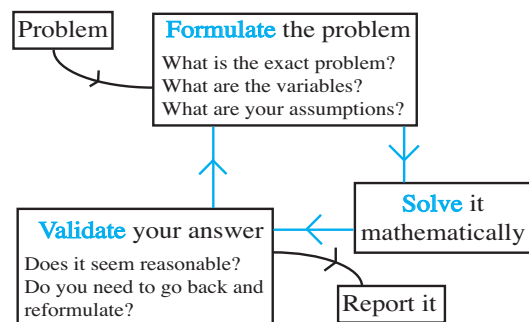 Problem
Formulate the problem
What is the exact problem?
What are the variables?
What are your assumptions?
Solve it
mathematically
Validate your answer
Does it seem reasonable?
Do you need to go back and
reformulate?
Report it